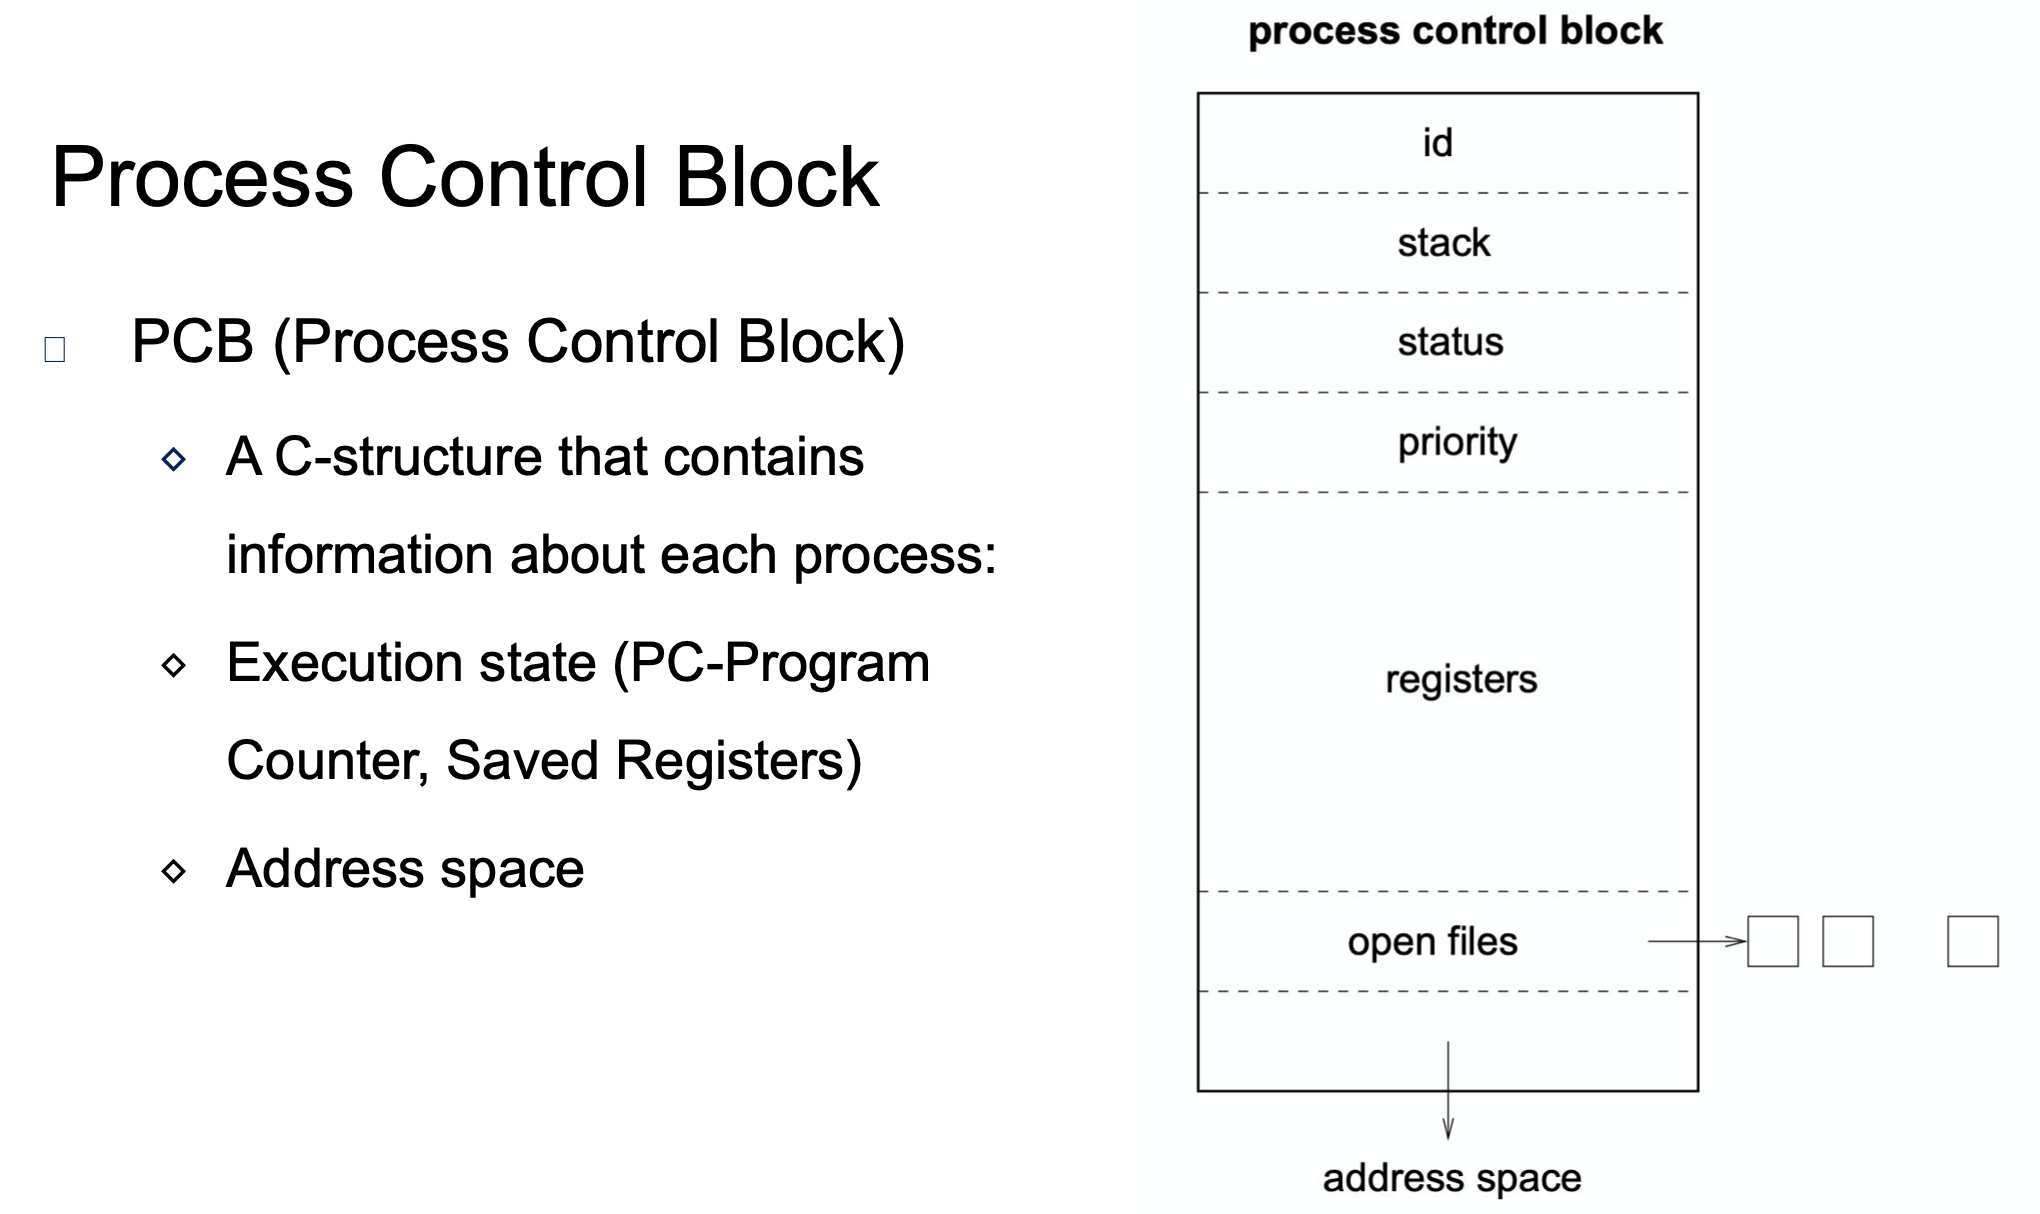 Process Control Block
PCB (Process Control Block)
A C-structure that contains
information about each process:
Execution state (PC-Program
Counter, Saved Registers)
Address space
process control block
id
stack
status
priority
registers
open files
address space